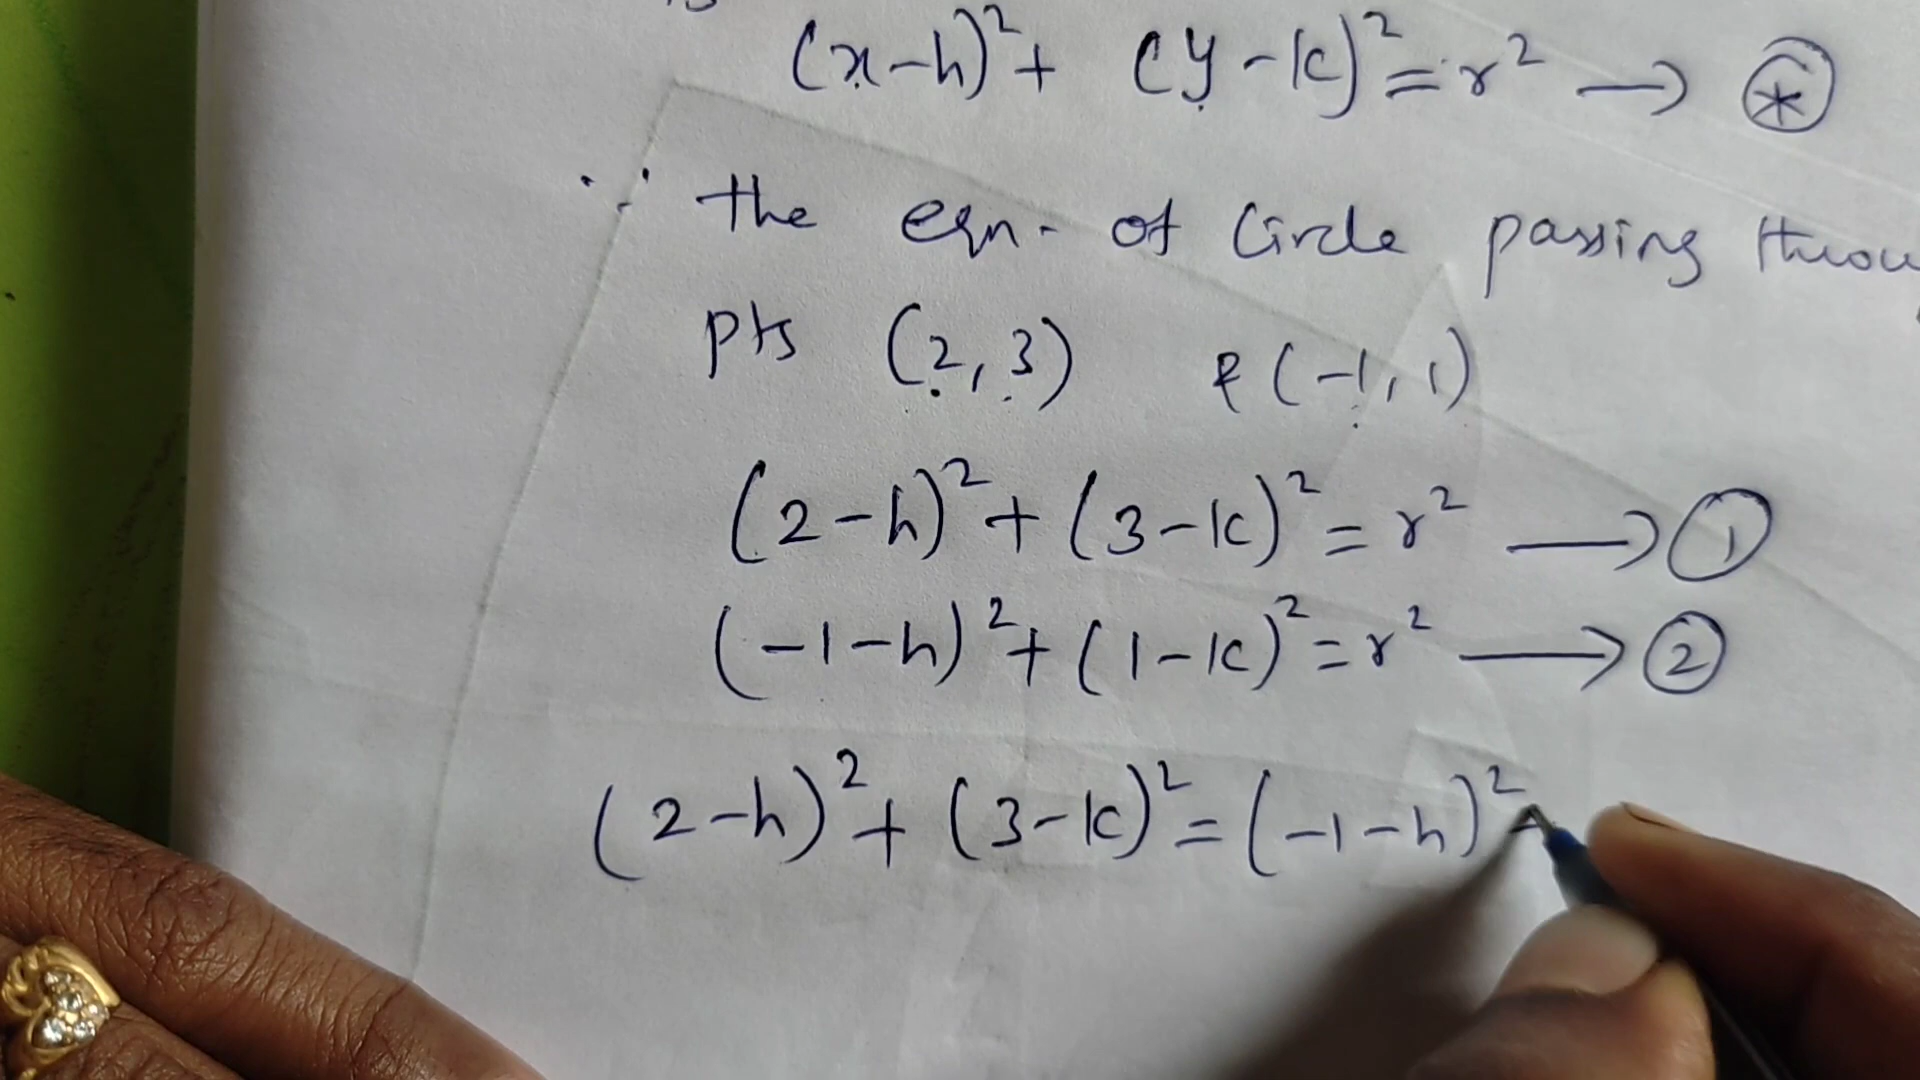 (x-h)²+ (y-k)²=r² → (*)
∵ the eqn. of Circle passing
pts (2,3) & (-1,1)
(2-h)²+(3-k)²=r² → ①
(-1-h)²+(1-k)²=r² → ②
(2-h)²+(3-k)²=(-1-h)²